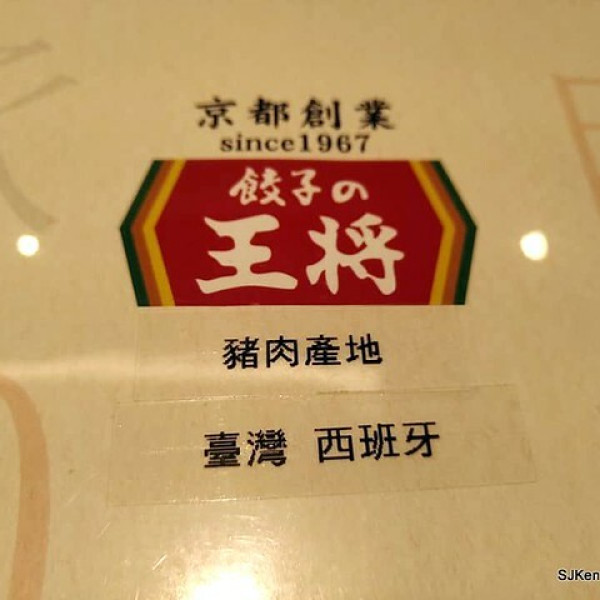 京都創業
since1967
餃子の
王将
豬肉產地
臺灣 西班牙
SJKen